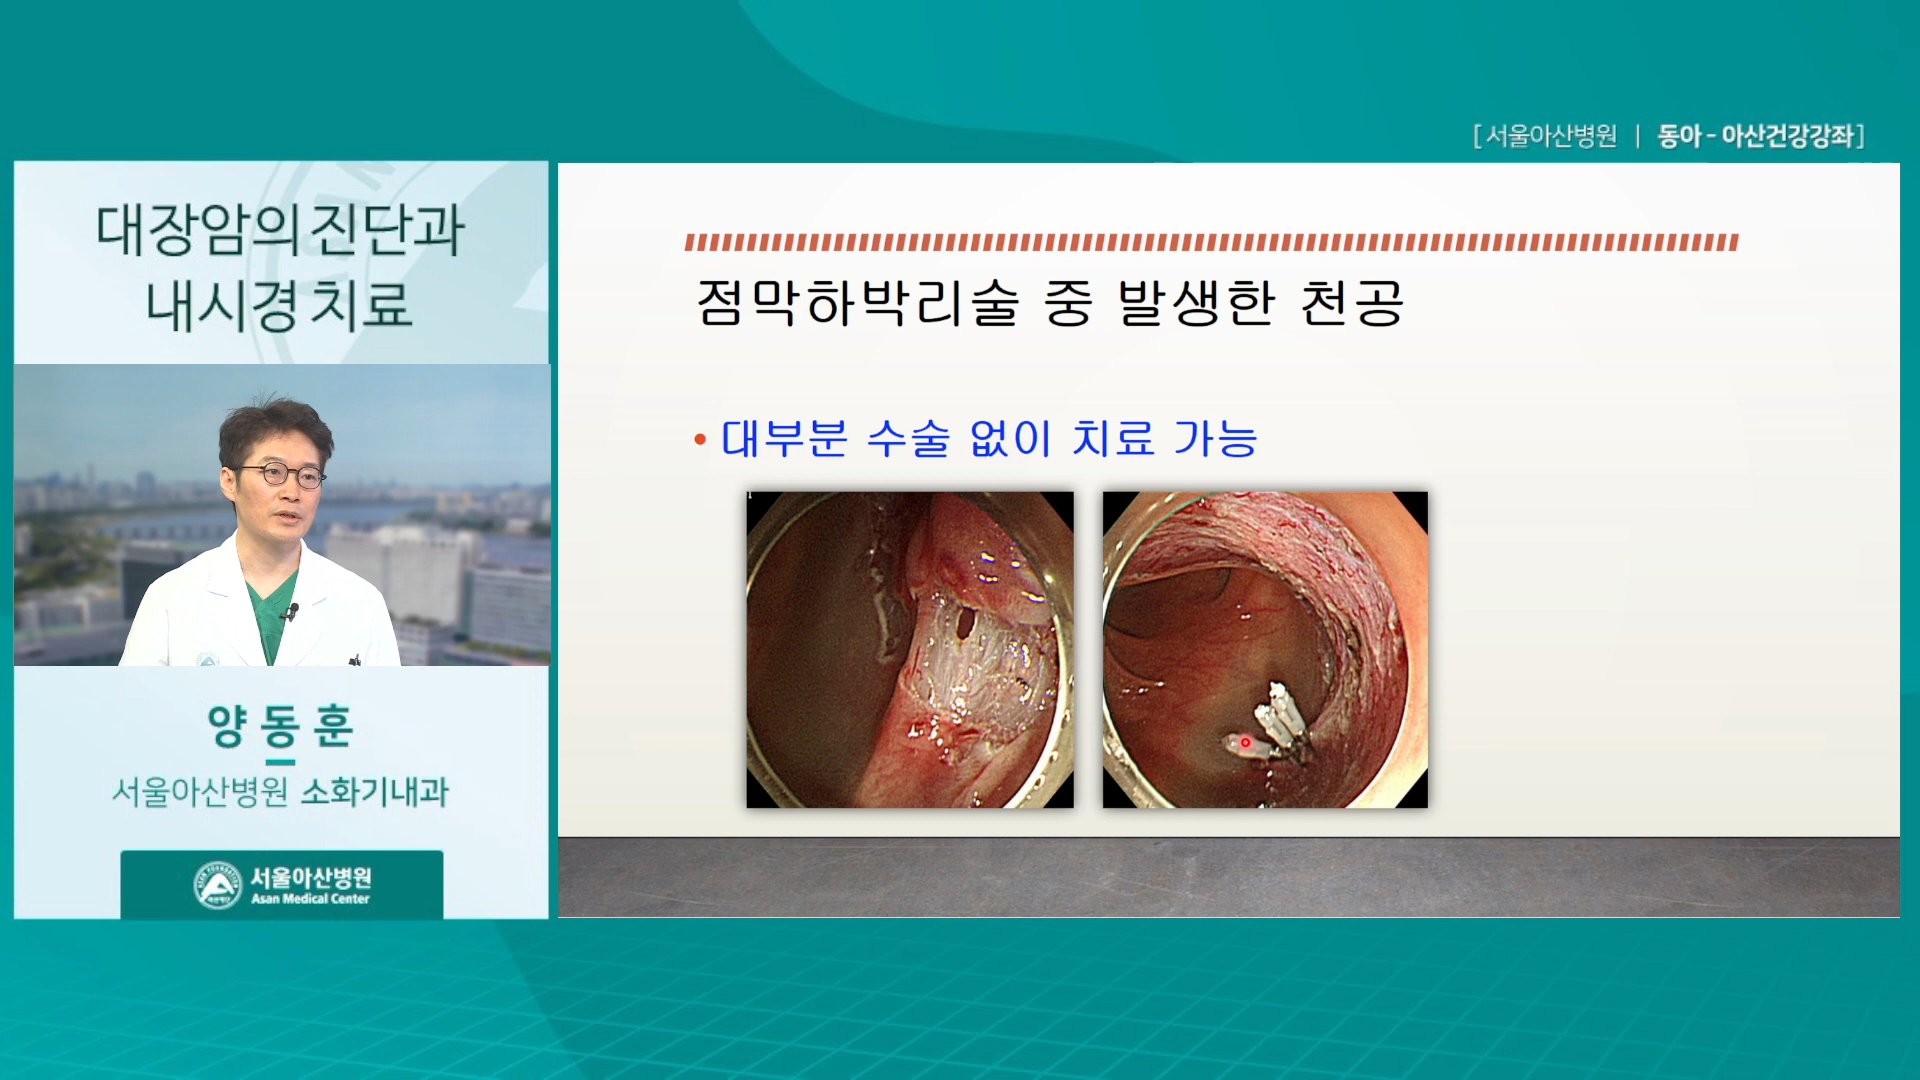 [ 서울아산병원 | 동아 - 아산건강강좌 ]
대장암의 진단과
내시경 치료
양동훈
서울아산병원 소화기내과
서울아산병원
Asan Medical Center
점막하박리술 중 발생한 천공
• 대부분 수술 없이 치료 가능